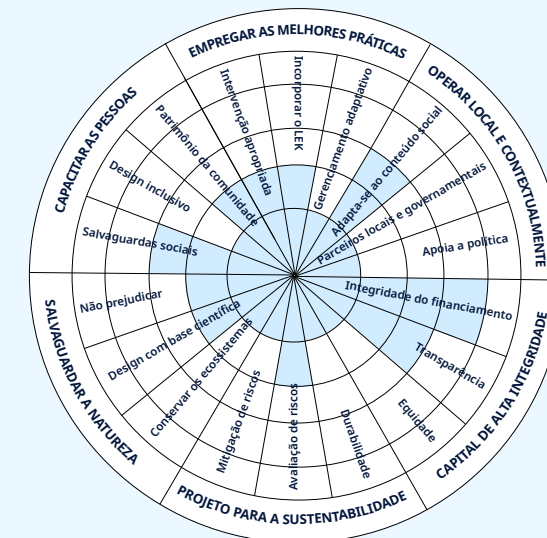 EMPREGAR AS MELHORES PRÁTICAS
OPERAR LOCAL E CONTEXTUALMENTE
CAPITAL DE ALTA INTEGRIDADE
PROJETO PARA A SUSTENTABILIDADE
SALVAGUARDAR A NATUREZA
CAPACITAR AS PESSOAS
Intervenção apropriada
Incorporar o LEK
Gerenciamento adaptativo
Adapta-se ao conteúdo social
Parceiros locais e governamentais
Apoia a política
Integridade do financiamento
Transparência
Equidade
Durabilidade
Avaliação de riscos
Mitigação de riscos
Conservar os ecossistemas
Design com base científica
Não prejudicar
Salvaguardas sociais
Design inclusivo
Patrimônio da comunidade